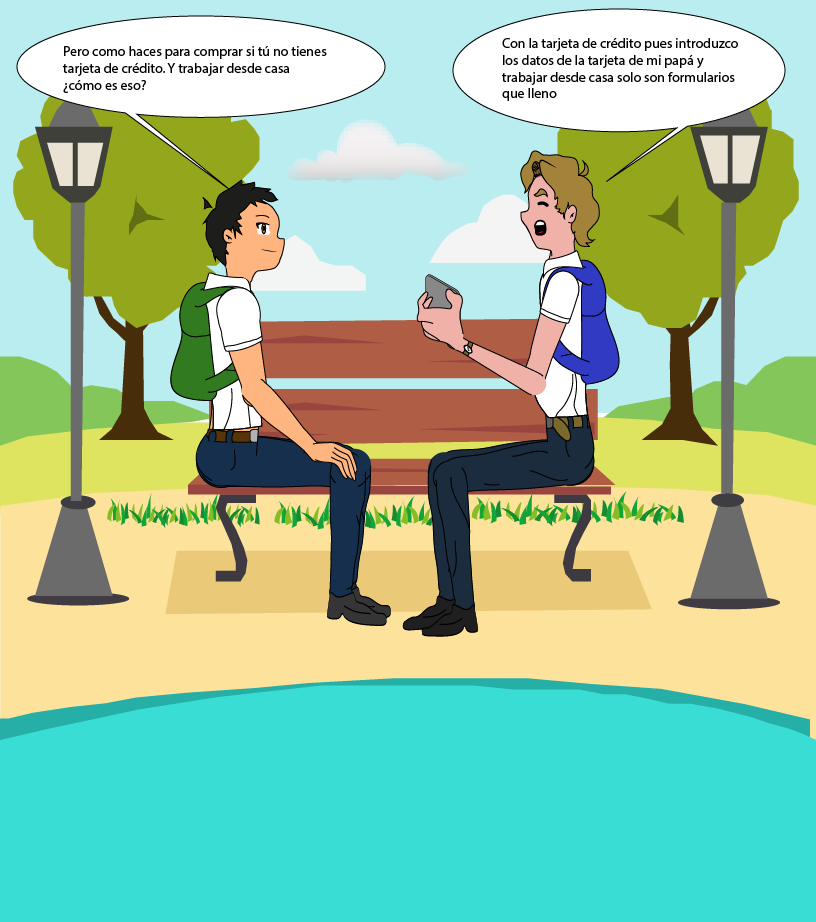 Pero como haces para comprar si tú no tienes
tarjeta de crédito. Y trabajar desde casa
¿cómo es eso?
Con la tarjeta de crédito pues introduzco
los datos de la tarjeta de mi papá y
trabajar desde casa solo son formularios
que lleno